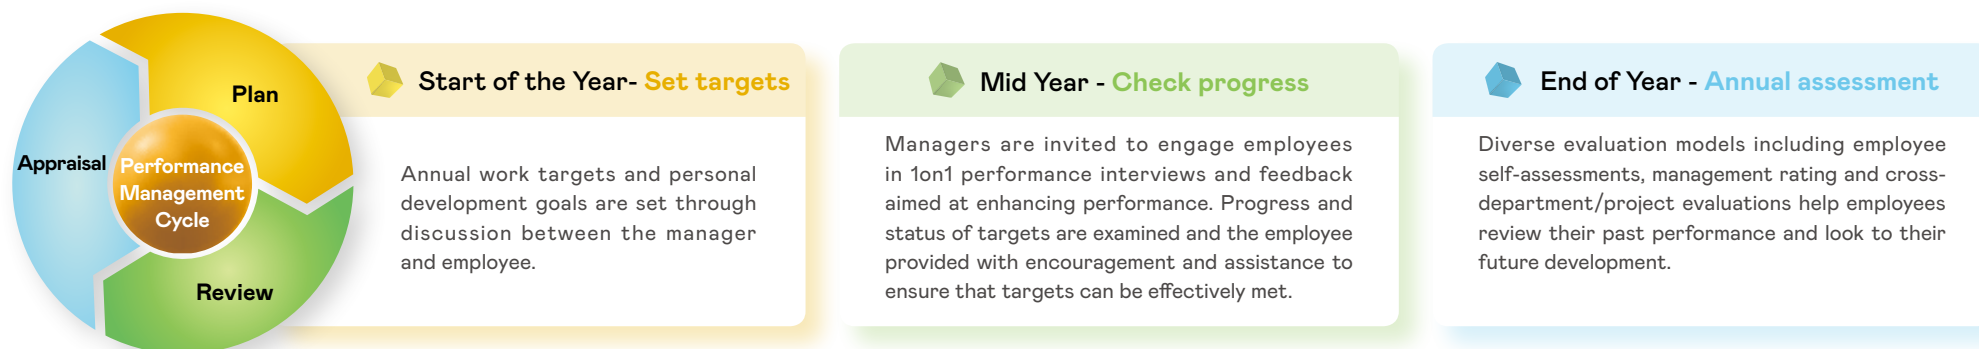 Plan
Appraisal
Performance
Management
Cycle
Review
Start of the Year- Set targets
Annual work targets and personal
development goals are set through
discussion between the manager
and employee.
Mid Year - Check progress
Managers are invited to engage employees
in 1on1 performance interviews and feedback
aimed at enhancing performance. Progress and
status of targets are examined and the employee
provided with encouragement and assistance to
ensure that targets can be effectively met.
End of Year - Annual assessment
Diverse evaluation models including employee
self-assessments, management rating and cross-
department/project evaluations help employees
review their past performance and look to their
future development.